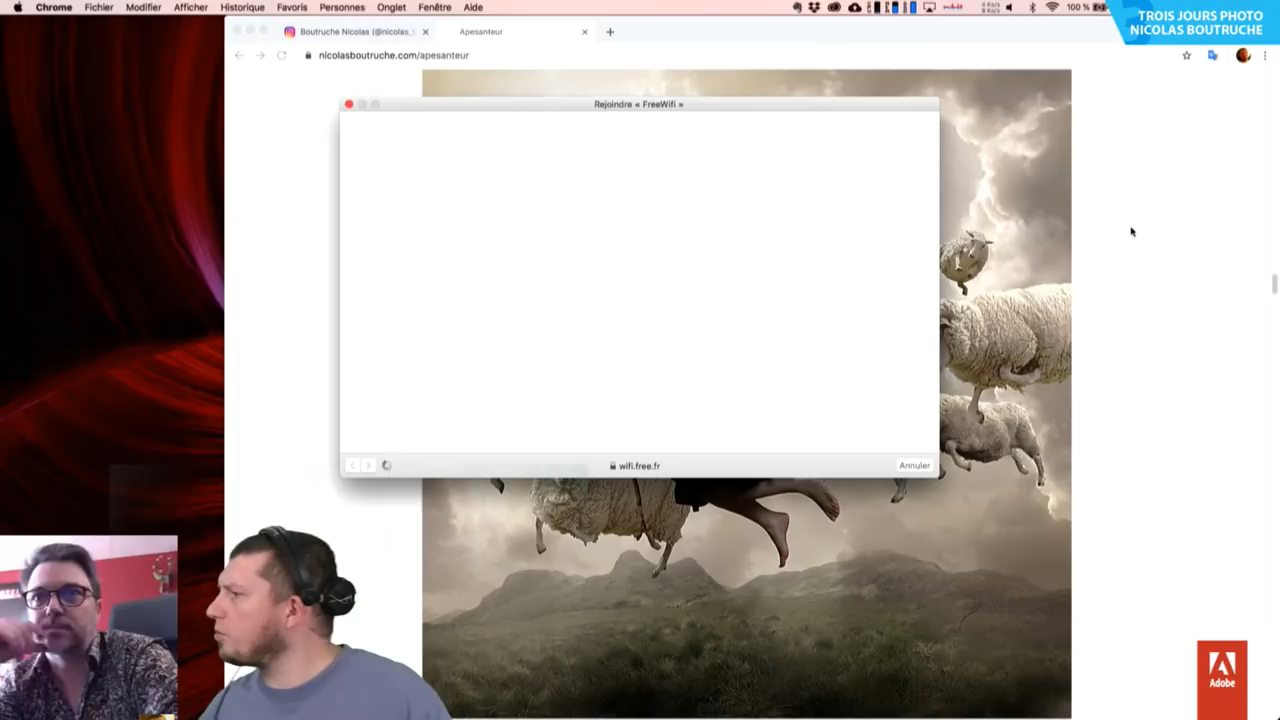 Chrome Fichier Modifier Afficher Historique Favoris Personnes Onglet Fenêtre Aide
100 %
TROIS JOURS PHOTO
NICOLAS BOUTRUCHE
Boutruche Nicolas (@nicolas_
Apesanteur
nicolasboutruche.com/apesanteur
Rejoindre « FreeWifi »
wifi.free.fr
Annuler
Adobe